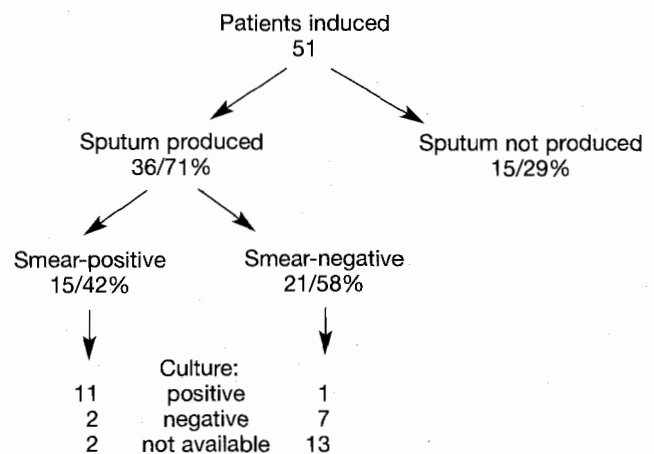 Patients induced
51
Sputum produced
36/71%
Sputum not produced
15/29%
Smear-positive
15/42%
Smear-negative
21/58%
Culture:
11 positive 1
2 negative 7
2 not available 13